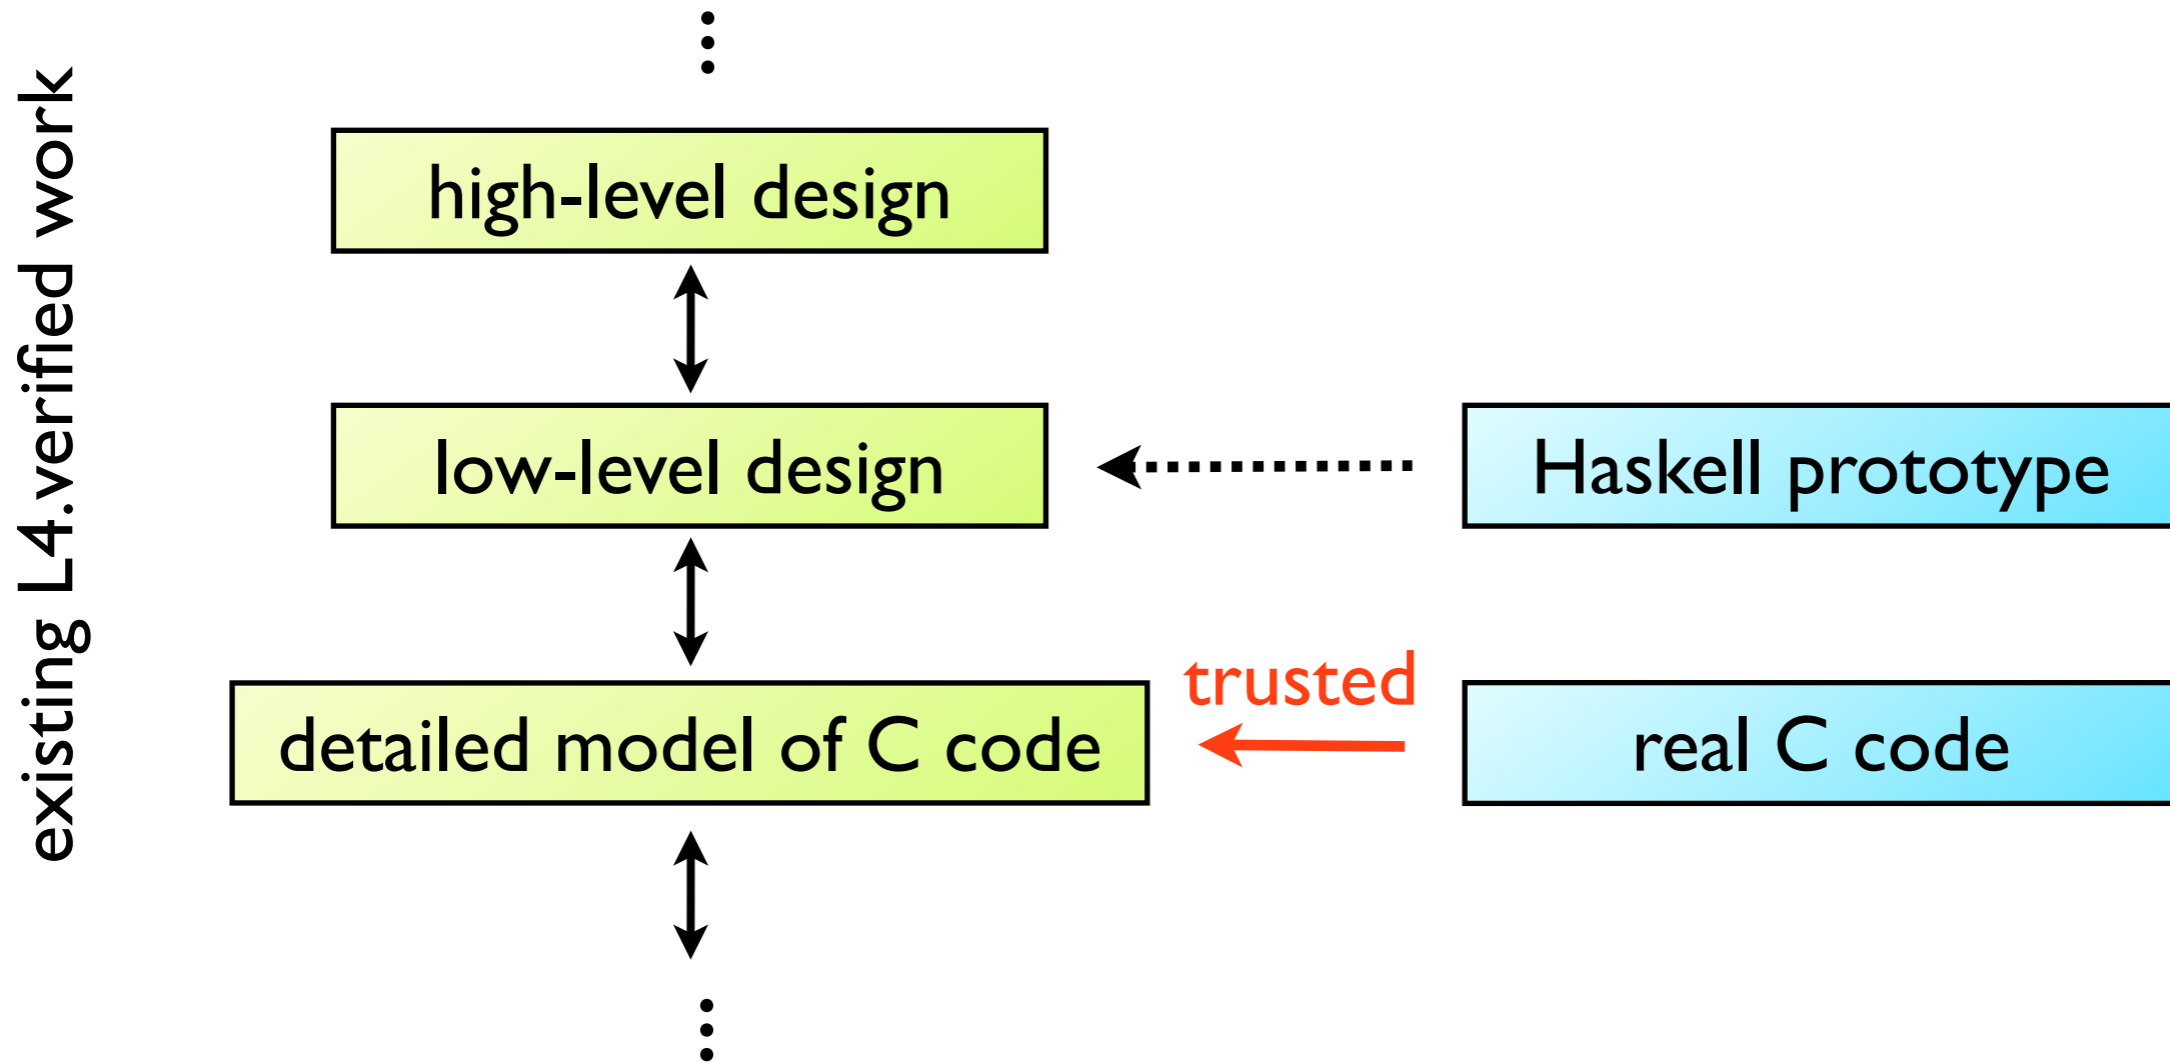 existing L4.verified work
high-level design
low-level design
Haskell prototype
trusted
detailed model of C code
real C code